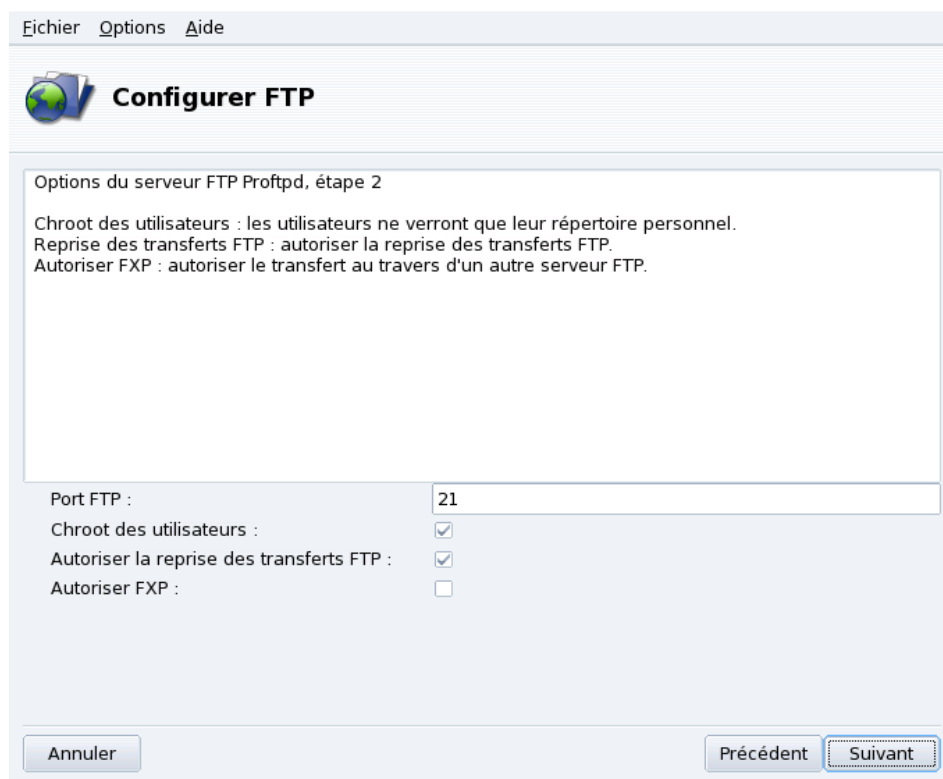 Fichier Options Aide
Configurer FTP
Options du serveur FTP Proftpd, étape 2
Chroot des utilisateurs : les utilisateurs ne verront que leur répertoire personnel.
Reprise des transferts FTP : autoriser la reprise des transferts FTP.
Autoriser FXP : autoriser le transfert au travers d'un autre serveur FTP.
Port FTP : 21
Chroot des utilisateurs :
Autoriser la reprise des transferts FTP :
Autoriser FXP :
Annuler Précédent Suivant